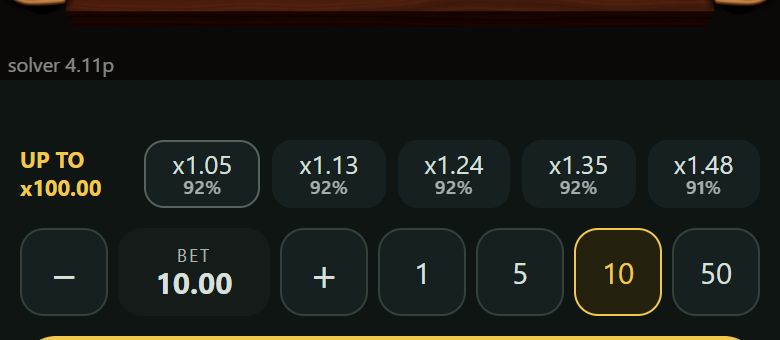 solver 4.11p
UP TO
x100.00
x1.05
92%
x1.13
92%
x1.24
92%
x1.35
92%
x1.48
91%
−
BET
10.00
+
1
5
10
50